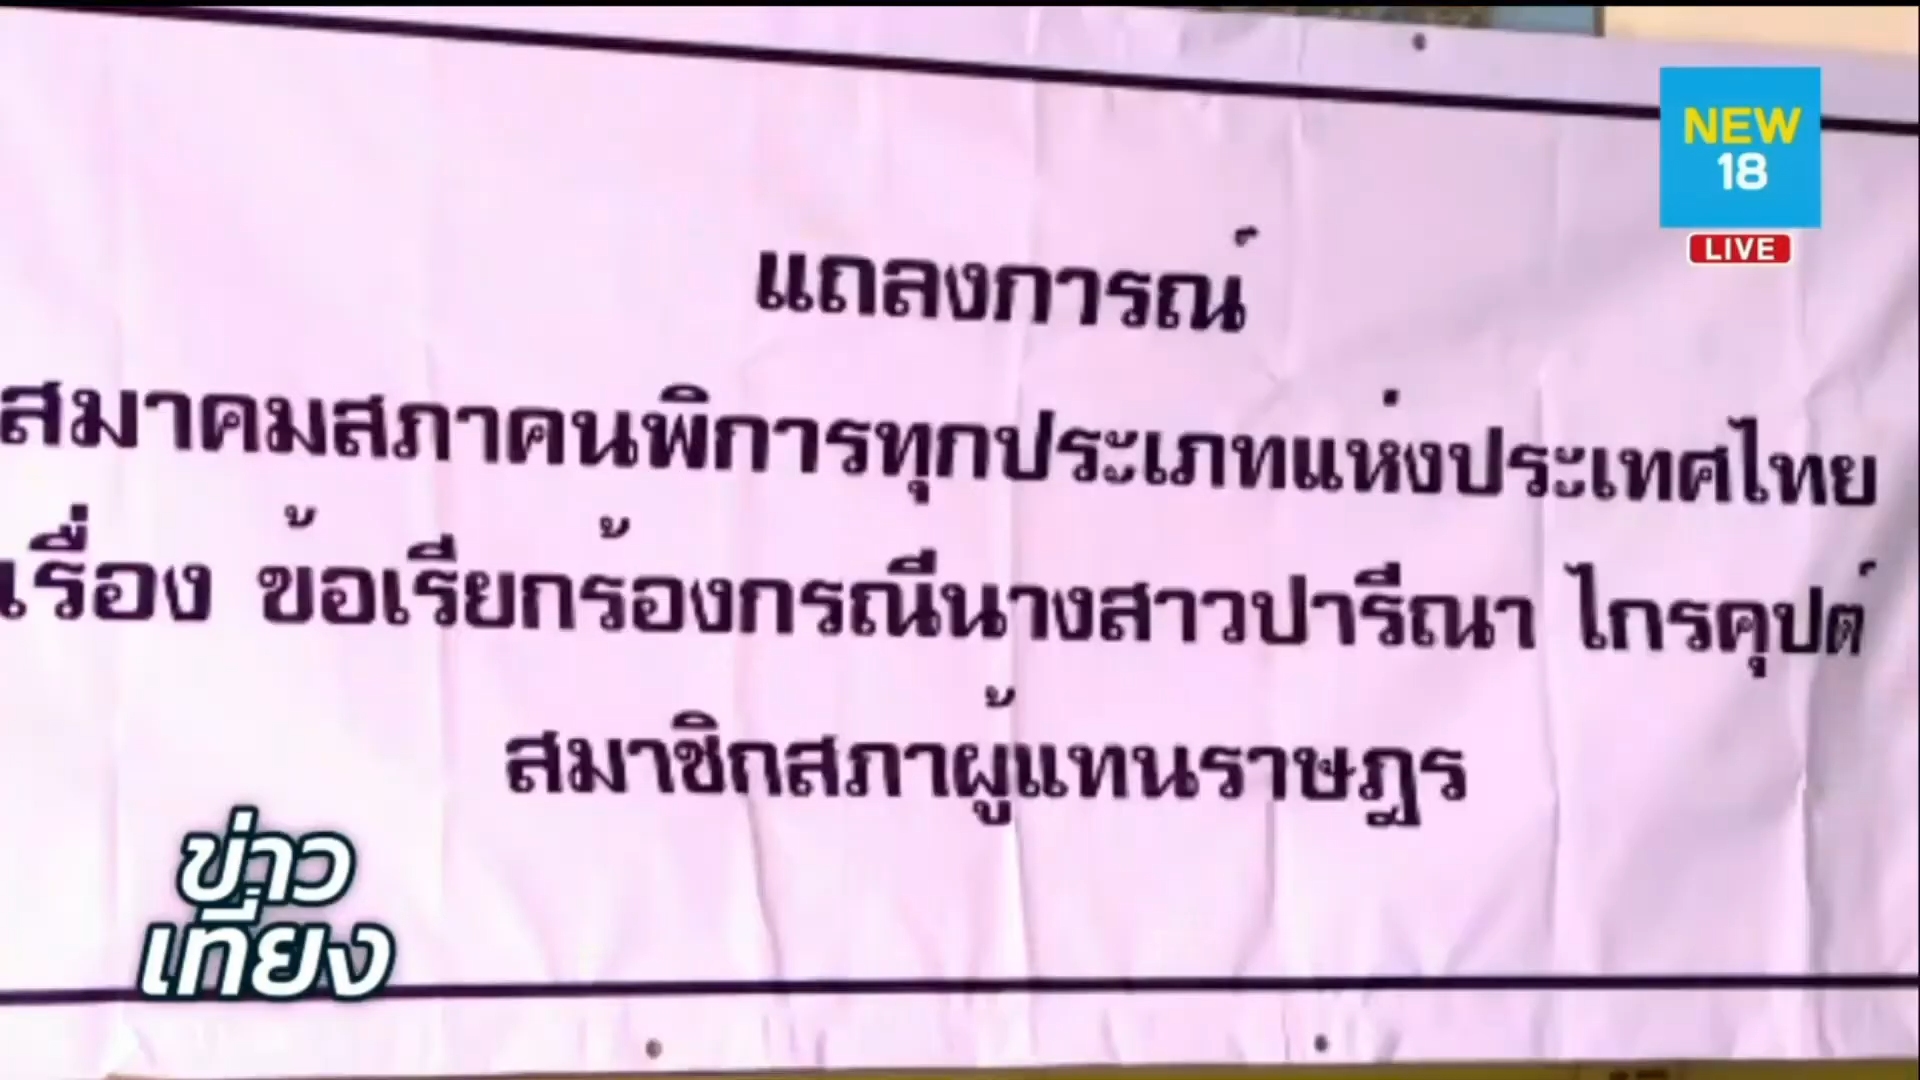 NEW
18
LIVE
แถลงการณ์
สมาคมสภาคนพิการทุกประเภทแห่งประเทศไทย
เรื่อง ข้อเรียกร้องกรณีนางสาวปารีณา ไกรคุปต์
สมาชิกสภาผู้แทนราษฎร
ข่าว
เที่ยง